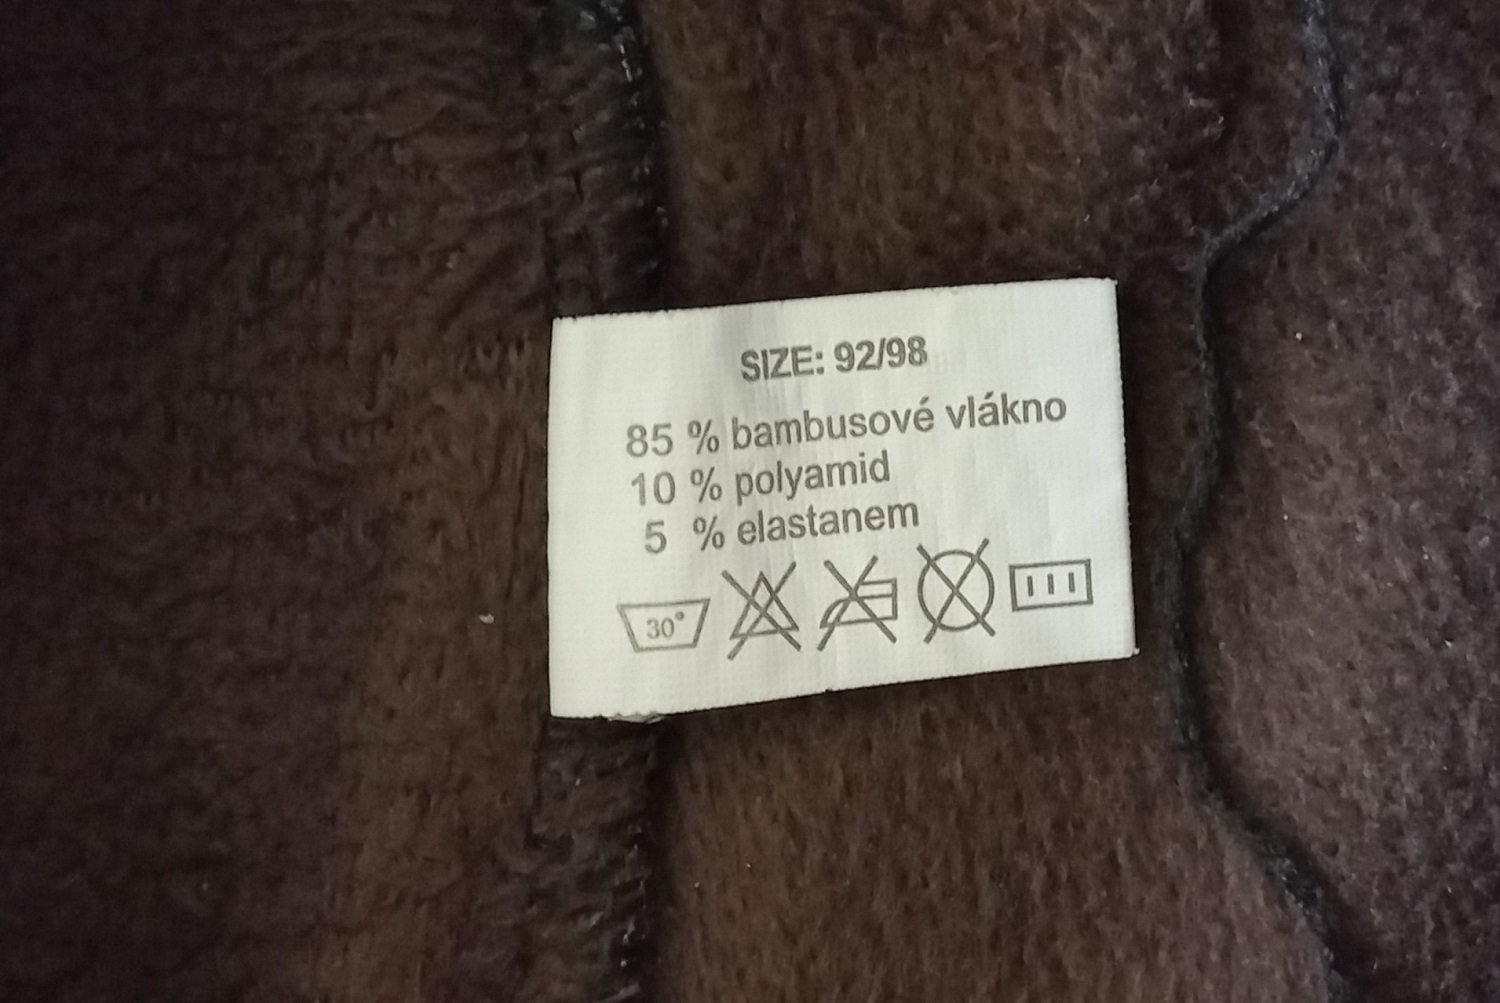 SIZE: 92/98
85 % bambusové vlákno
10 % polyamid
5 % elastanem
30°